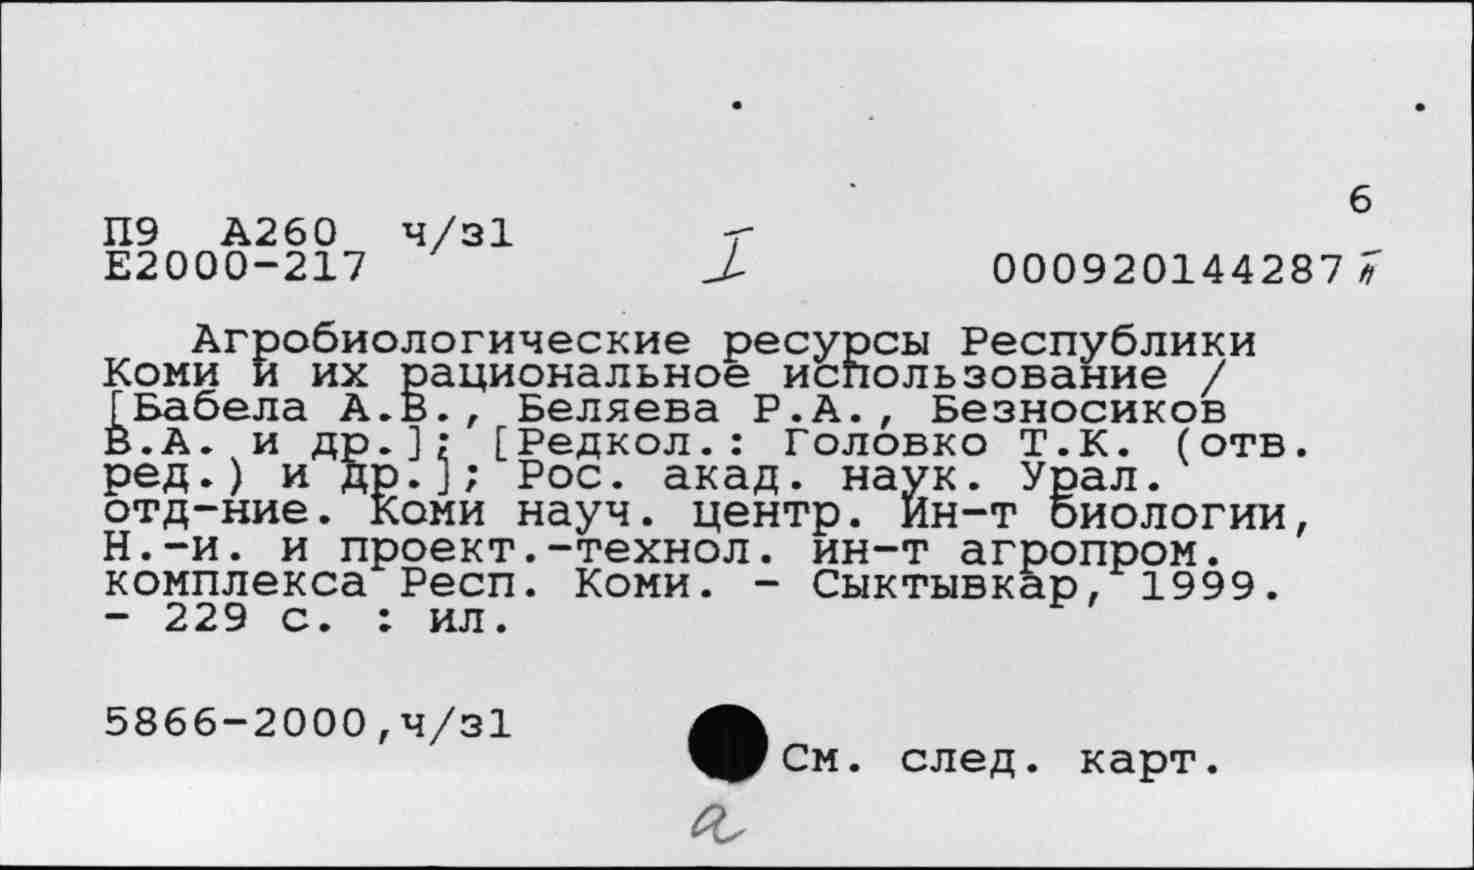 6
П9 А260 ч/з1 I
Е2000-217 000920144287
Агробиологические ресурсы Республики
Коми и их рациональное использование /
[Бабела А.В., Беляева Р.А., Безносиков
В.А. и др.]; [Редкол.: Головко Т.К. (отв.
ред.) и др.]; Рос. акад. наук. Урал.
отд-ние. Коми науч. центр. Ин-т биологии,
Н.-и. и проект.-технол. ин-т агропром.
комплекса Респ. Коми. - Сыктывкар, 1999.
- 229 с. : ил.
5866-2000,ч/з1
См. след. карт.
а